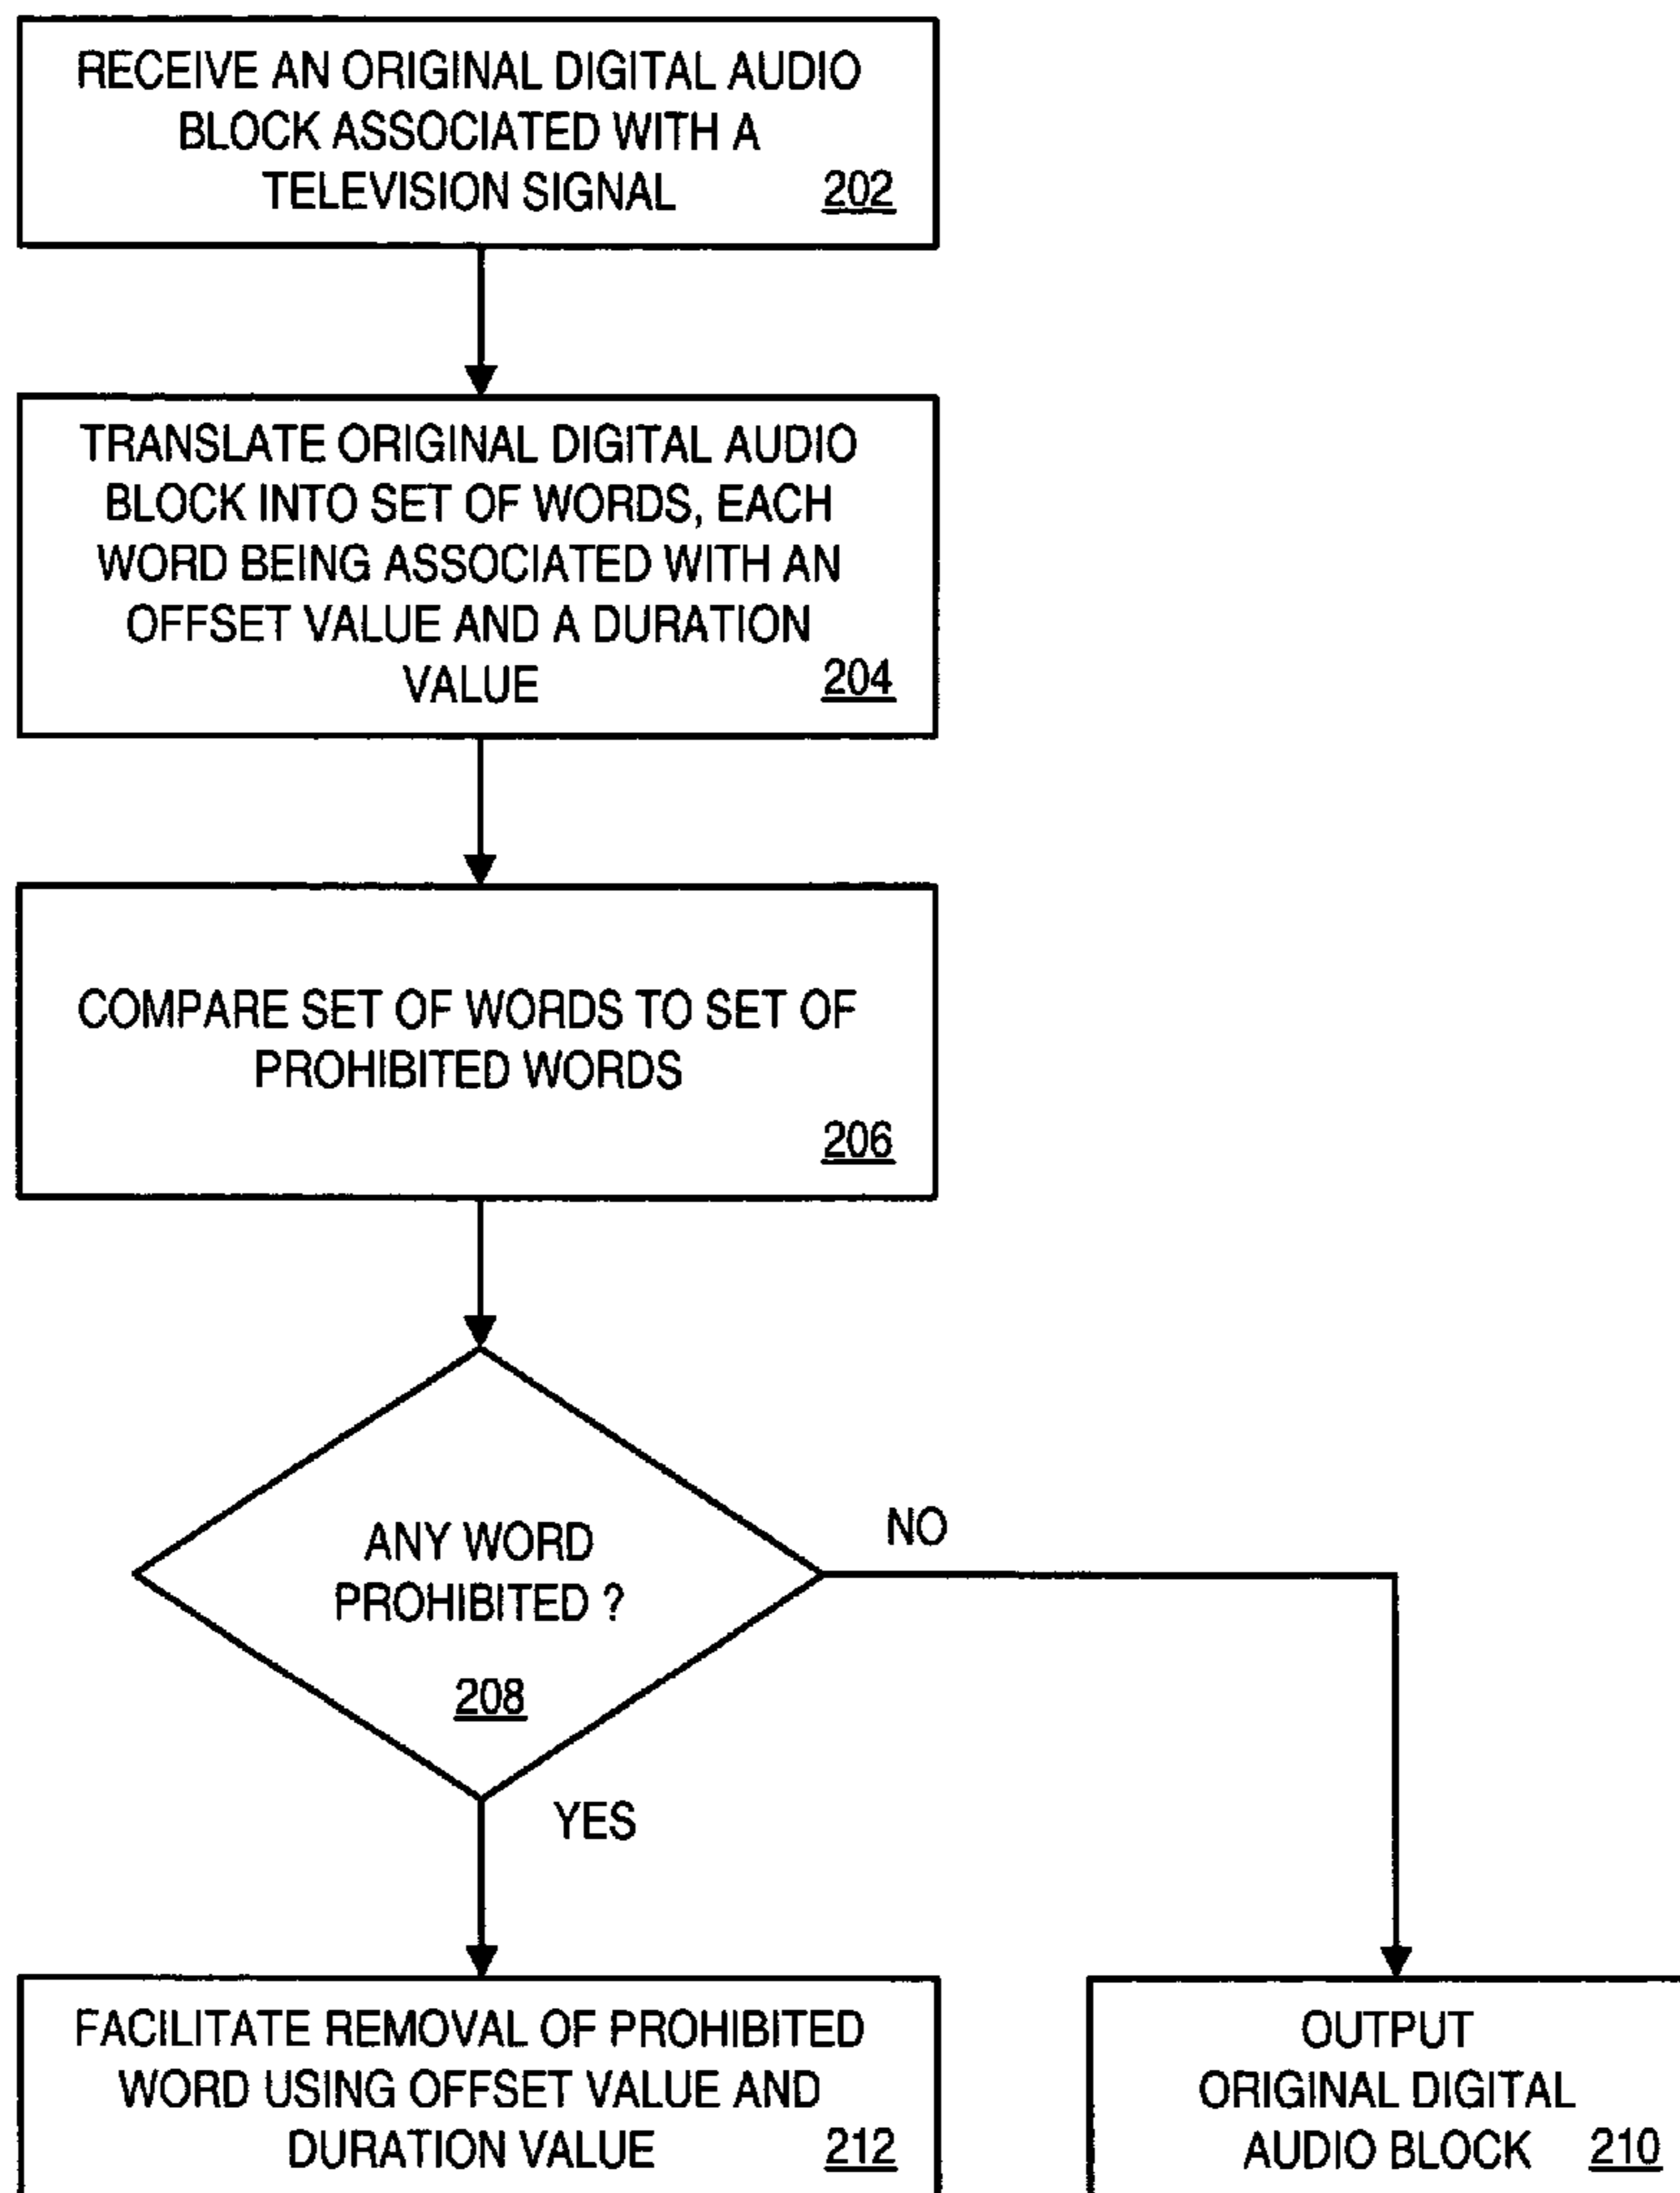 RECEIVE AN ORIGINAL DIGITAL AUDIO
BLOCK ASSOCIATED WITH A
TELEVISION SIGNAL 202
TRANSLATE ORIGINAL DIGITAL AUDIO
BLOCK INTO SET OF WORDS, EACH
WORD BEING ASSOCIATED WITH AN
OFFSET VALUE AND A DURATION
VALUE 204
COMPARE SET OF WORDS TO SET OF
PROHIBITED WORDS
206
ANY WORD
PROHIBITED ?
208
NO
YES
FACILITATE REMOVAL OF PROHIBITED
WORD USING OFFSET VALUE AND
DURATION VALUE 212
OUTPUT
ORIGINAL DIGITAL
AUDIO BLOCK 210